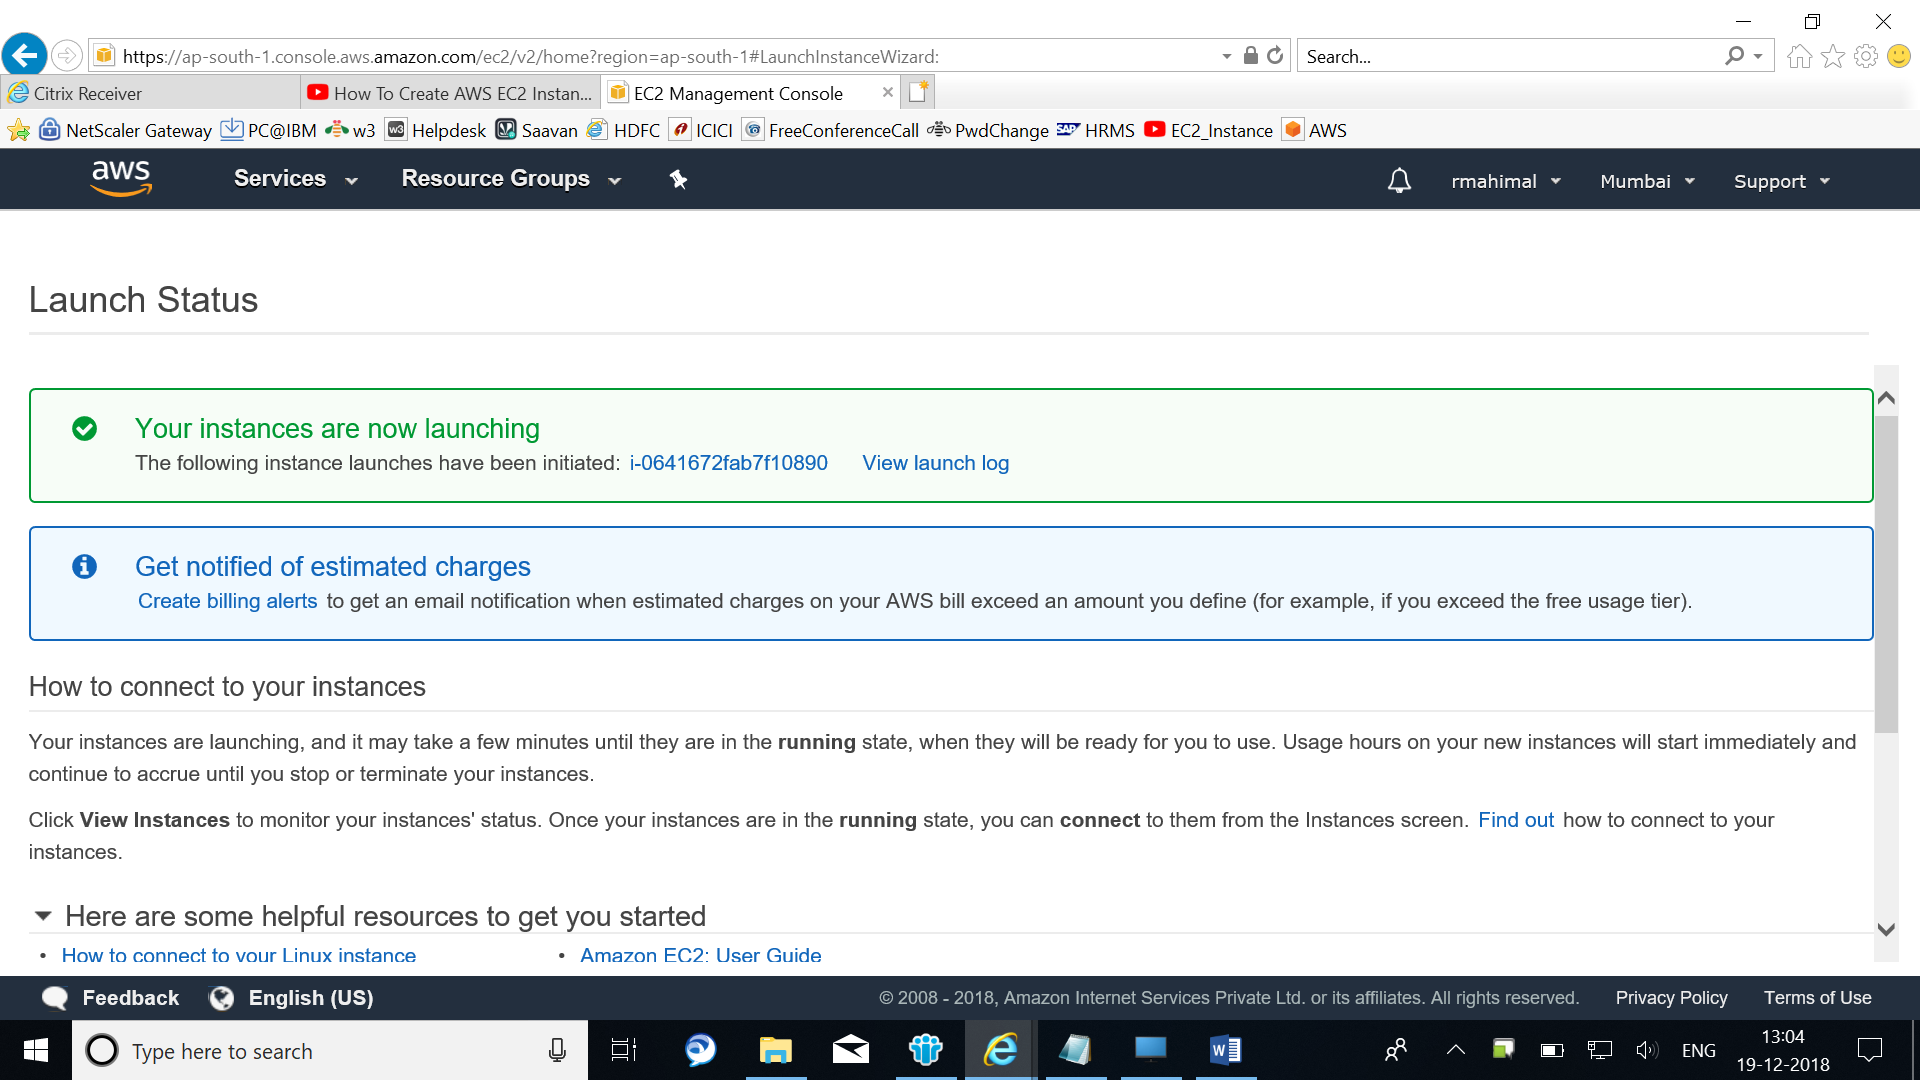 https://ap-south-1.console.aws.amazon.com/ec2/v2/home?region=ap-south-1#LaunchInstanceWizard:
Search...
Citrix Receiver
How To Create AWS EC2 Instan...
EC2 Management Console
NetScaler Gateway PC@IBM w3 Helpdesk Saavan HDFC ICICI FreeConferenceCall PwdChange SAP HRMS EC2_Instance AWS
aws Services Resource Groups rmahimal Mumbai Support
Launch Status
Your instances are now launching
The following instance launches have been initiated: i-0641672fab7f10890 View launch log
Get notified of estimated charges
Create billing alerts to get an email notification when estimated charges on your AWS bill exceed an amount you define (for example, if you exceed the free usage tier).
How to connect to your instances
Your instances are launching, and it may take a few minutes until they are in the running state, when they will be ready for you to use. Usage hours on your new instances will start immediately and
continue to accrue until you stop or terminate your instances.
Click View Instances to monitor your instances' status. Once your instances are in the running state, you can connect to them from the Instances screen. Find out how to connect to your
instances.
Here are some helpful resources to get you started
• How to connect to your Linux instance
• Amazon EC2: User Guide
Feedback English (US) © 2008 - 2018, Amazon Internet Services Private Ltd. or its affiliates. All rights reserved. Privacy Policy Terms of Use
Type here to search
ENG
13:04
19-12-2018